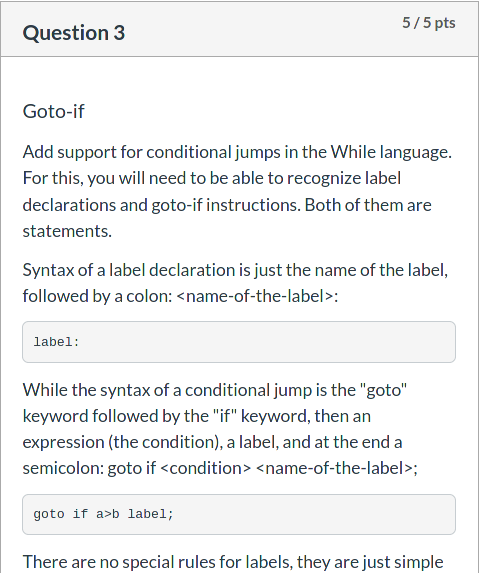 Question 3
5 / 5 pts
Goto-if
Add support for conditional jumps in the While language.
For this, you will need to be able to recognize label
declarations and goto-if instructions. Both of them are
statements.
Syntax of a label declaration is just the name of the label,
followed by a colon: <name-of-the-label>:
label:
While the syntax of a conditional jump is the "goto"
keyword followed by the "if" keyword, then an
expression (the condition), a label, and at the end a
semicolon: goto if <condition> <name-of-the-label>;
goto if a>b label;
There are no special rules for labels, they are just simple